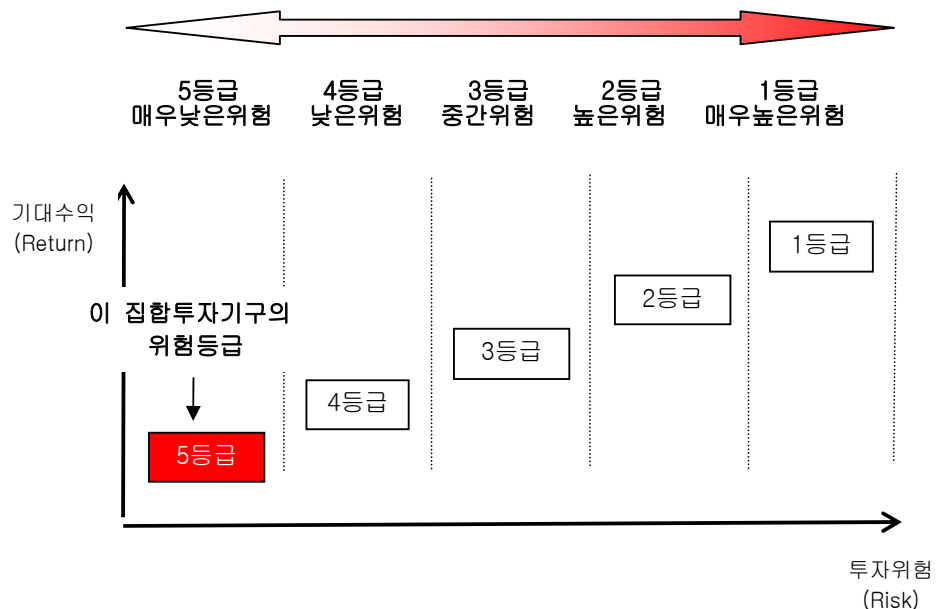 5등급
매우낮은위험
4등급
낮은위험
3등급
중간위험
2등급
높은위험
1등급
매우높은위험
기대수익
(Return)
1등급
2등급
이 집합투자기구의
위험등급
3등급
4등급
5등급
투자위험
(Risk)